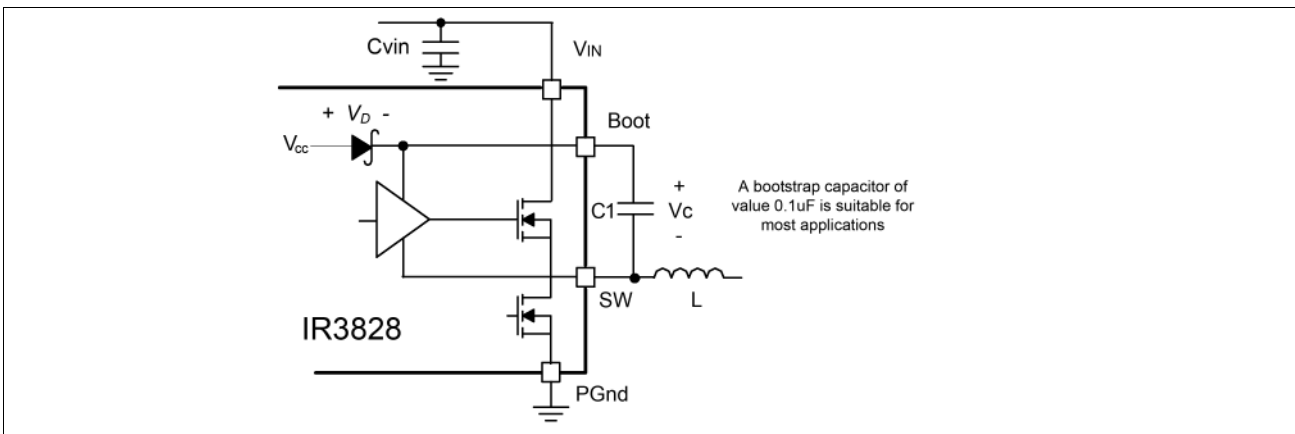 Cvin
VIN
+ VD -
Boot
Vcc
+
C1
Vc
-
A bootstrap capacitor of
value 0.1uF is suitable for
most applications
SW
L
IR3828
PGnd